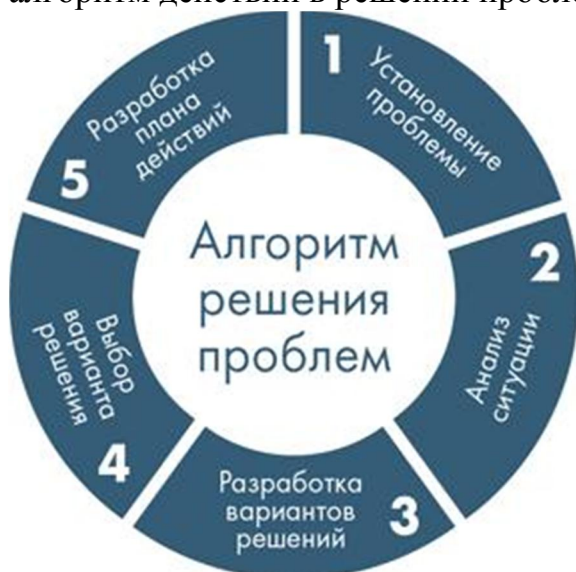 алгоритм действий в решении
1
Установление
проблемы
2
Анализ
ситуации
3
Разработка
вариантов
решений
4
Выбор
варианта
решения
5
Разработка
плана
действий
Алгоритм
решения
проблем